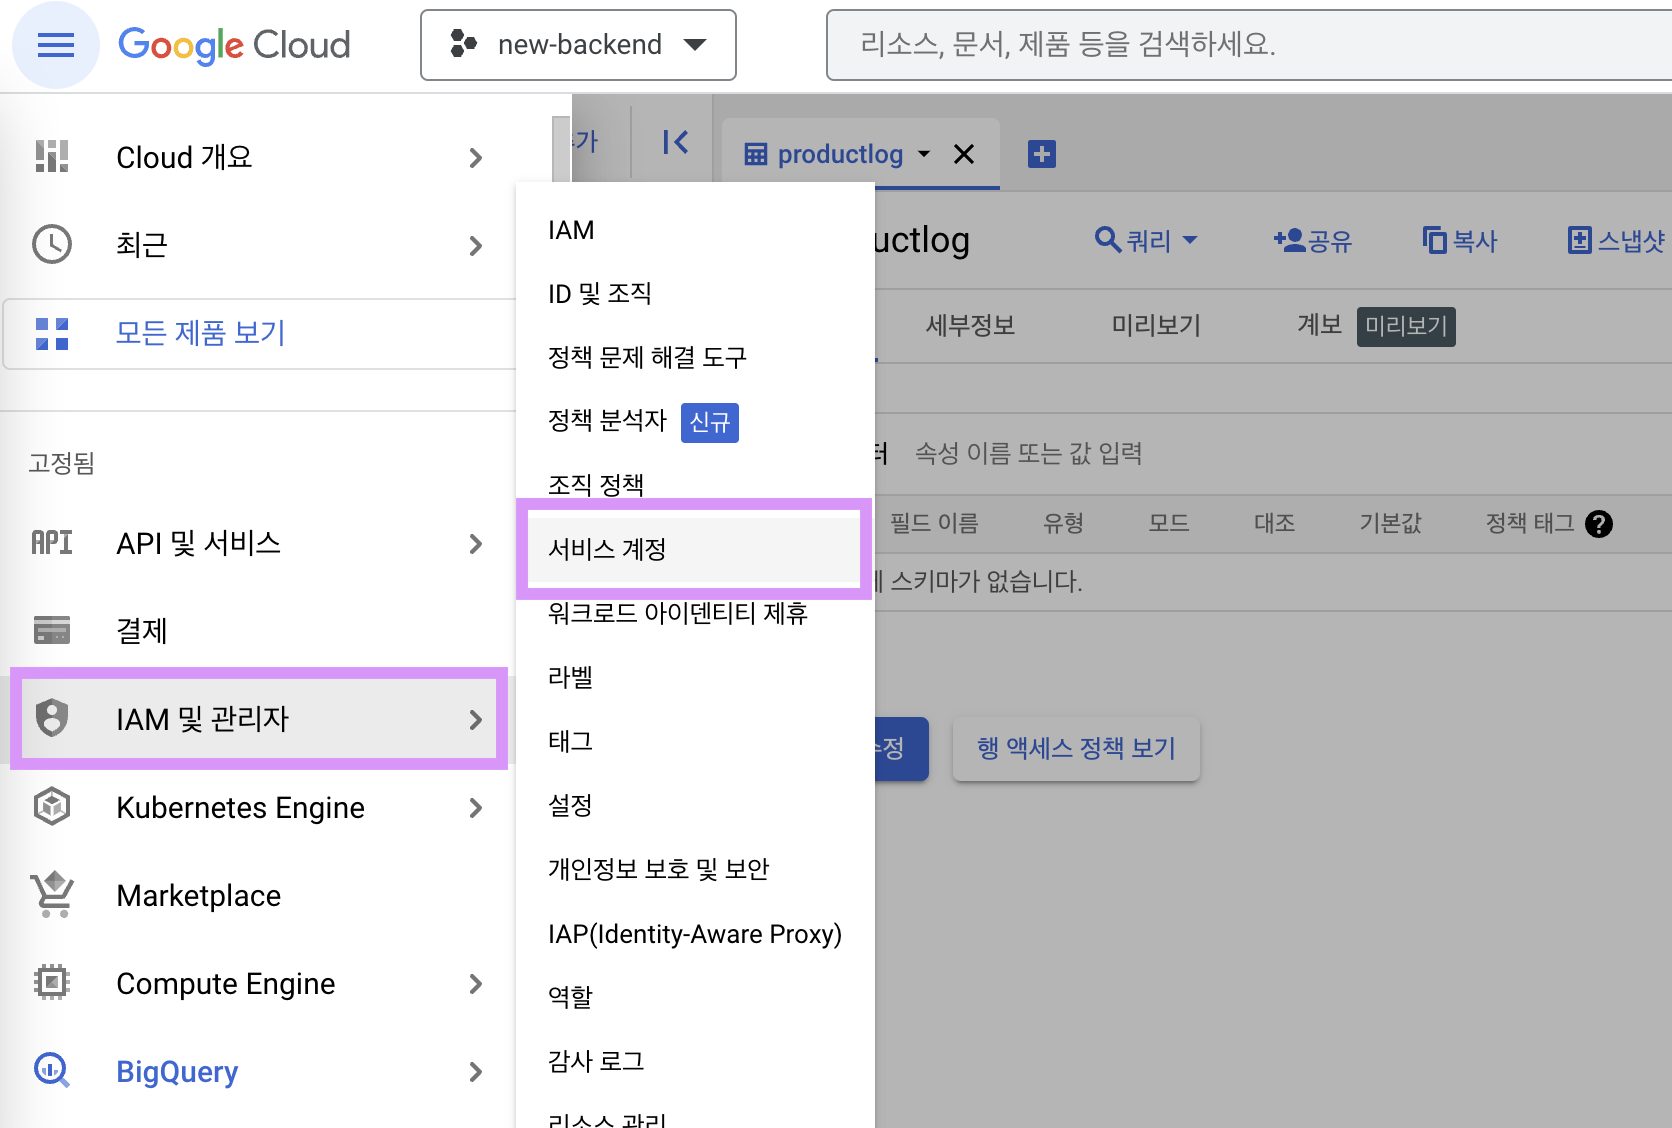 Google Cloud
new-backend
리소스, 문서, 제품 등을 검색하세요.
Cloud 개요
최근
모든 제품 보기
고정됨
API API 및 서비스
결제
IAM 및 관리자
Kubernetes Engine
Marketplace
Compute Engine
BigQuery
IAM
ID 및 조직
정책 문제 해결 도구
정책 분석자 신규
조직 정책
서비스 계정
워크로드 아이덴티티 제휴
라벨
태그
설정
개인정보 보호 및 보안
IAP(Identity-Aware Proxy)
역할
감사 로그
리소스 관리
가
productlog
uctlog
쿼리
공유
복사
스냅샷
세부정보
미리보기
계보 미리보기
터 속성 이름 또는 값 입력
필드 이름
유형
모드
대조
기본값
정책 태그
스키마가 없습니다.
정
행 액세스 정책 보기